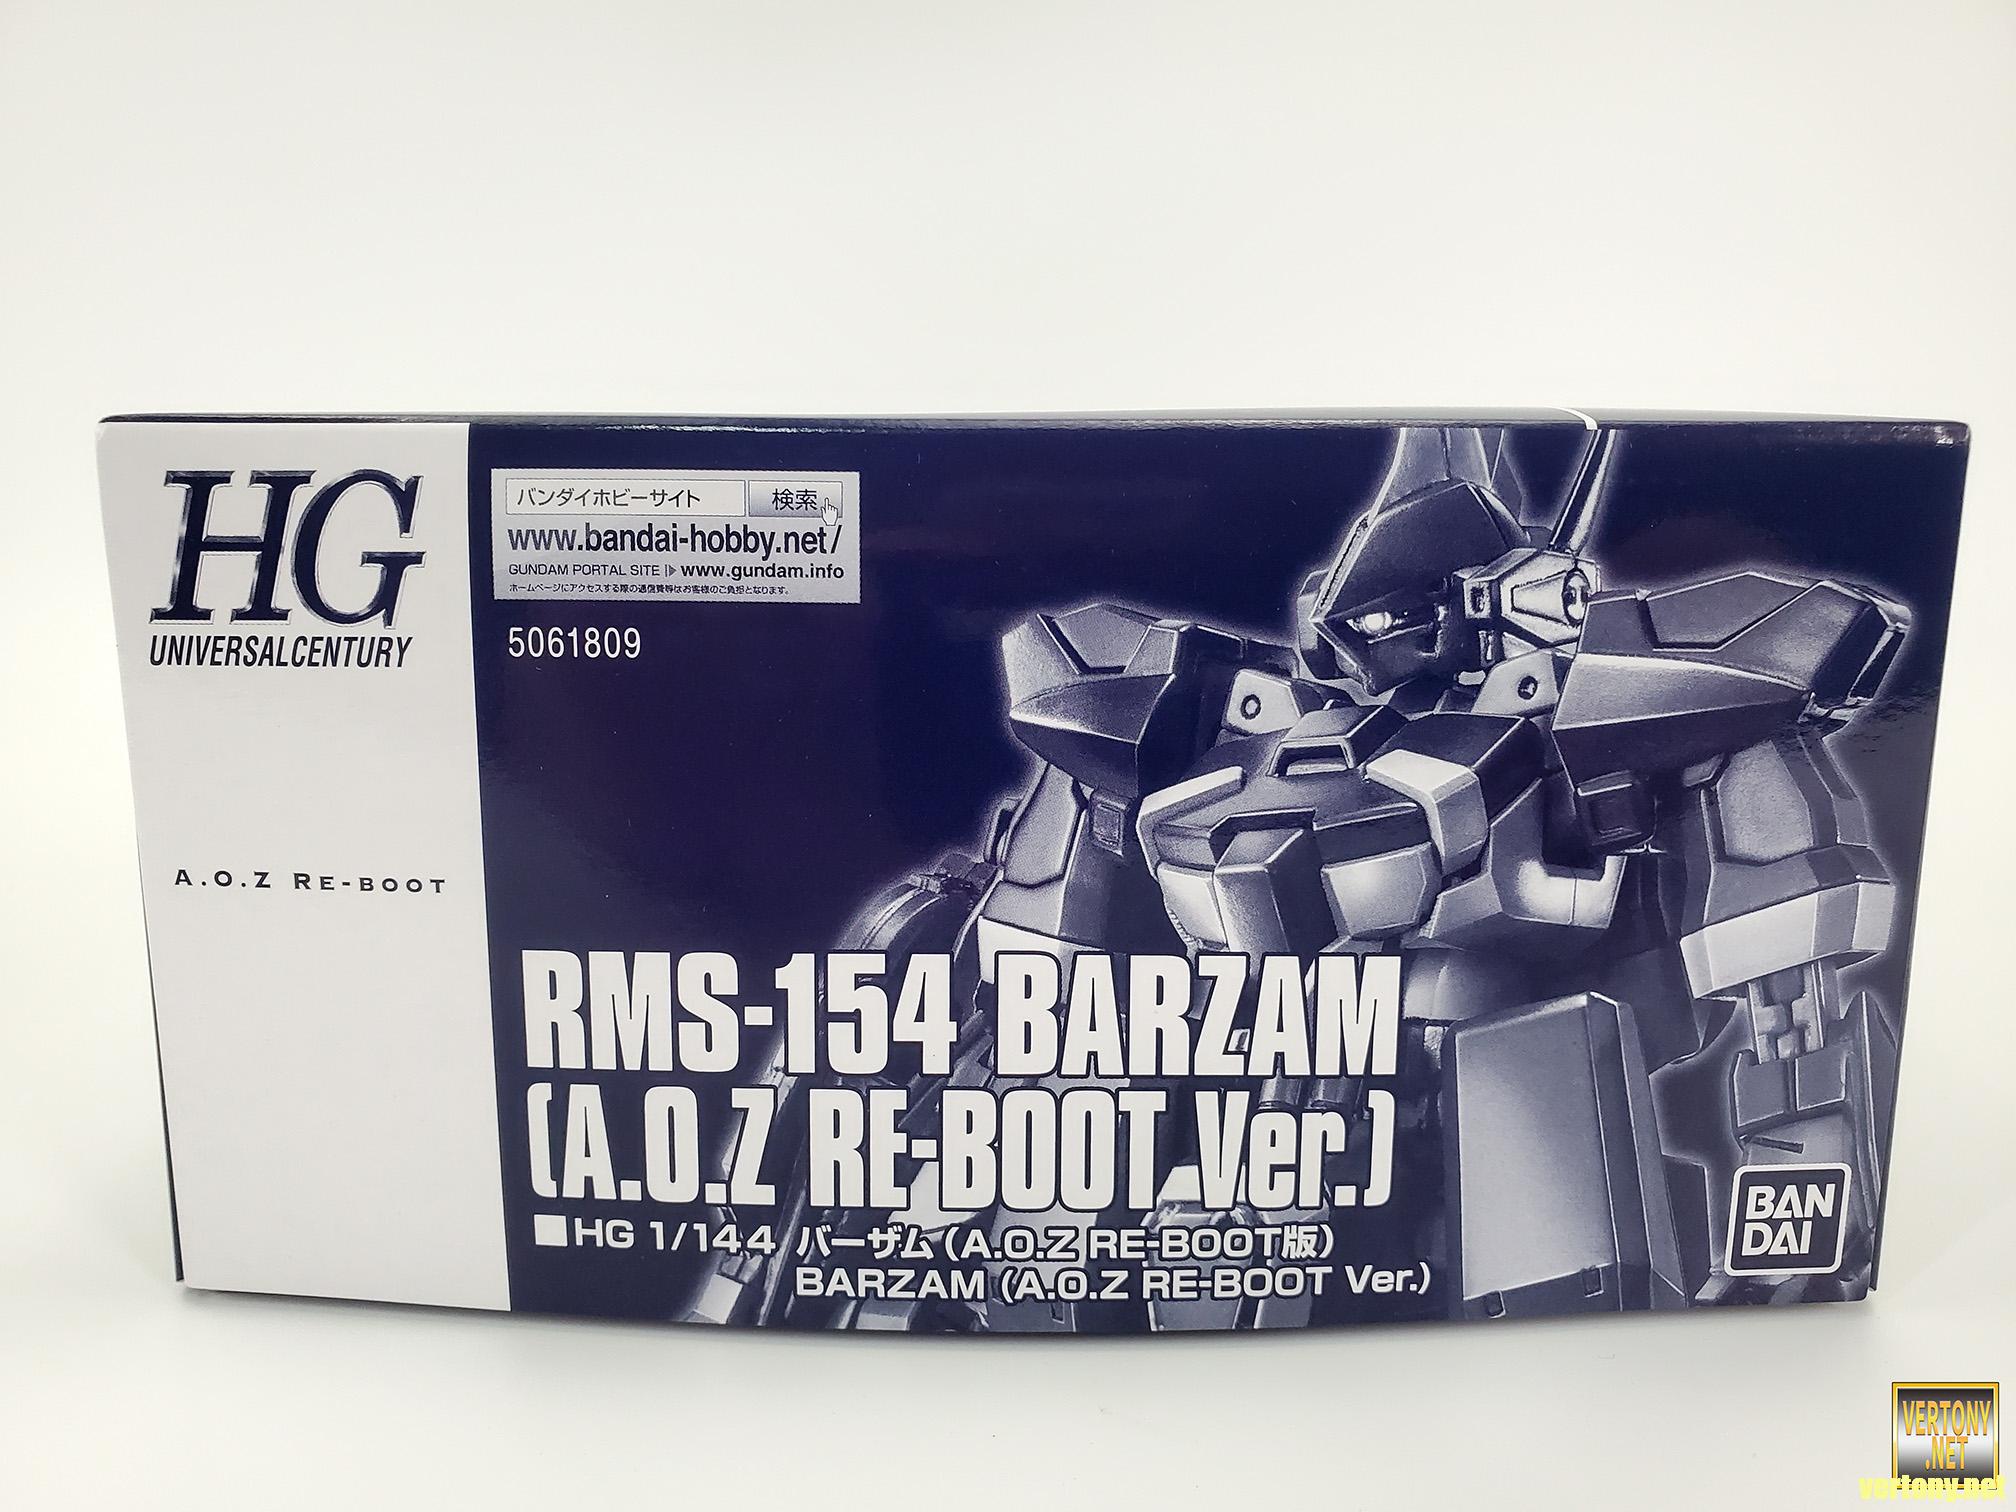 HG
UNIVERSALCENTURY
A.O.Z RE-BOOT
バンダイホビーサイト 検索
www.bandai-hobby.net/
GUNDAM PORTAL SITE www.gundam.info
ホームページにアクセスする際の通信費等はお客様のご負担となります。
5061809
RMS-154 BARZAM
(A.O.Z RE-BOOT Ver.)
■HG 1/144 バーザム(A.O.Z RE-BOOT版)
BARZAM (A.O.Z RE-BOOT Ver.)
BAN
DAI
VERTONY
.NET
vertony.net